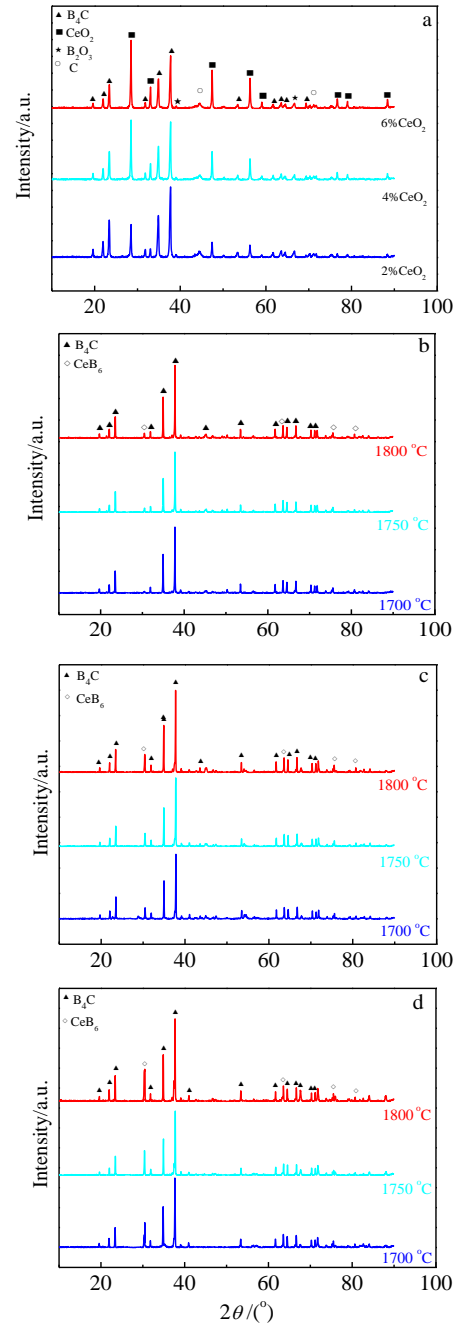 a
B₄C
CeO₂
B₂O₃
C
Intensity/a.u.
6%CeO₂
4%CeO₂
2%CeO₂
20 40 60 80 100
b
B₄C
CeB₆
Intensity/a.u.
1800 °C
1750 °C
1700 °C
20 40 60 80 100
c
B₄C
CeB₆
Intensity/a.u.
1800 °C
1750 °C
1700 °C
20 40 60 80 100
d
B₄C
CeB₆
Intensity/a.u.
1800 °C
1750 °C
1700 °C
20 40 60 80 100
2θ /(°)